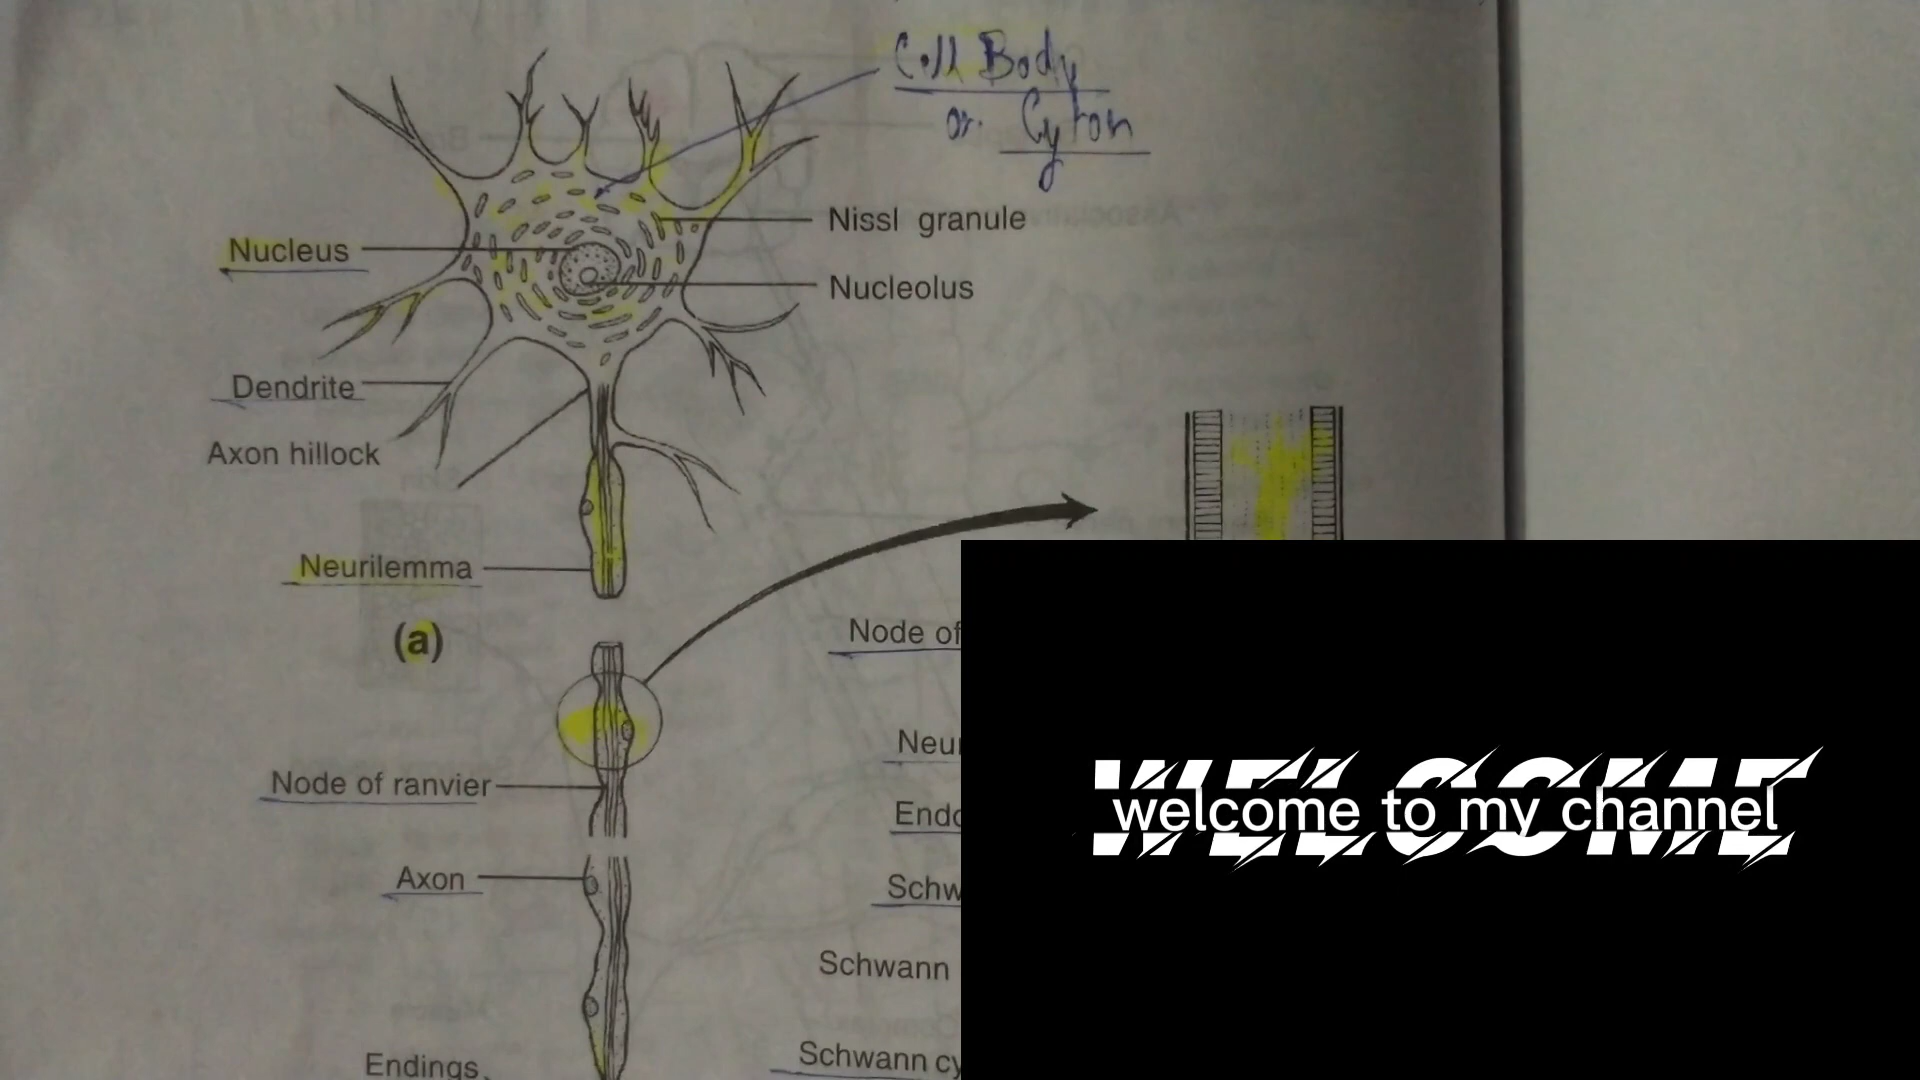 Cell Body
or Cyton
Nissl granule
Nucleus
Nucleolus
Dendrite
Axon hillock
Neurilemma
(a)
Node of
Node of ranvier
Axon
Endings
Schwann
Schwann cy
WELCOME
welcome to my channel